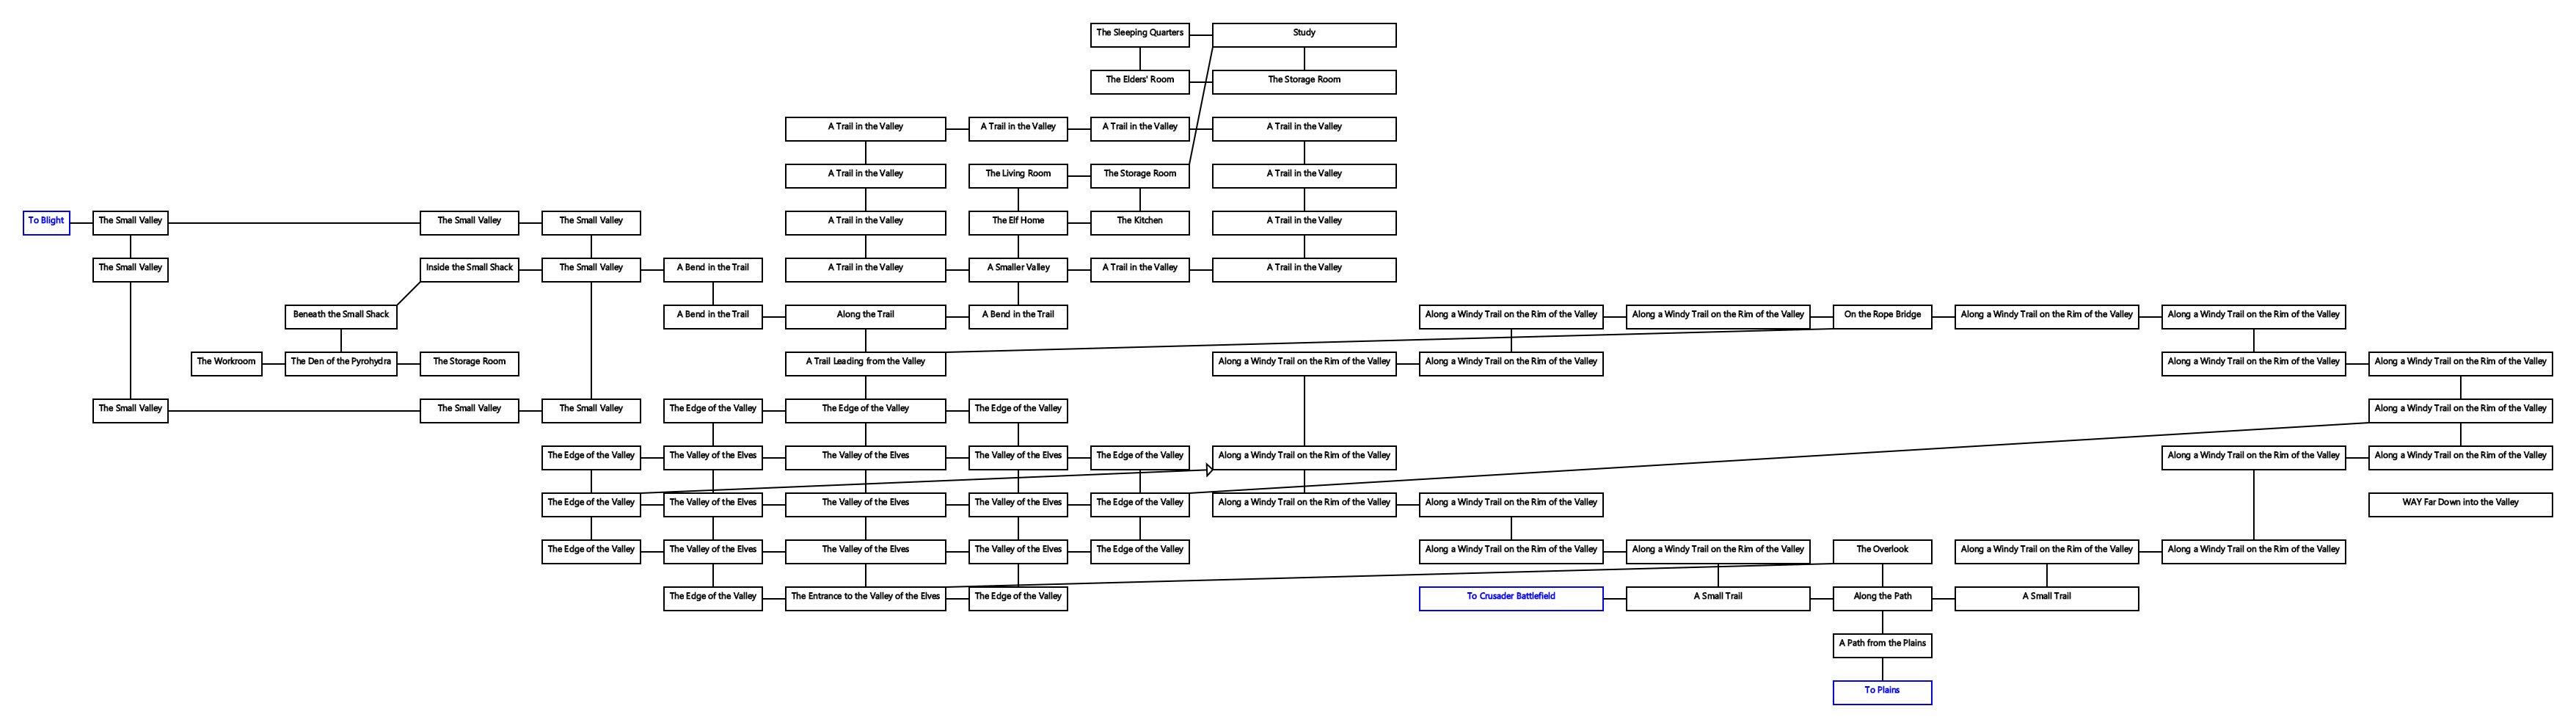 The Sleeping Quarters
Study
The Elders' Room
The Storage Room
A Trail in the Valley
A Trail in the Valley
A Trail in the Valley
A Trail in the Valley
A Trail in the Valley
The Living Room
The Storage Room
A Trail in the Valley
To Blight
The Small Valley
The Small Valley
The Small Valley
A Trail in the Valley
The Elf Home
The Kitchen
A Trail in the Valley
The Small Valley
Inside the Small Shack
The Small Valley
A Bend in the Trail
A Trail in the Valley
A Smaller Valley
A Trail in the Valley
A Trail in the Valley
Beneath the Small Shack
A Bend in the Trail
Along the Trail
A Bend in the Trail
Along a Windy Trail on the Rim of the Valley
Along a Windy Trail on the Rim of the Valley
On the Rope Bridge
Along a Windy Trail on the Rim of the Valley
Along a Windy Trail on the Rim of the Valley
The Workroom
The Den of the Pyrohydra
The Storage Room
A Trail Leading from the Valley
Along a Windy Trail on the Rim of the Valley
Along a Windy Trail on the Rim of the Valley
Along a Windy Trail on the Rim of the Valley
Along a Windy Trail on the Rim of the Valley
The Small Valley
The Small Valley
The Small Valley
The Edge of the Valley
The Edge of the Valley
The Edge of the Valley
Along a Windy Trail on the Rim of the Valley
The Edge of the Valley
The Valley of the Elves
The Valley of the Elves
The Valley of the Elves
The Edge of the Valley
Along a Windy Trail on the Rim of the Valley
Along a Windy Trail on the Rim of the Valley
Along a Windy Trail on the Rim of the Valley
The Edge of the Valley
The Valley of the Elves
The Valley of the Elves
The Valley of the Elves
The Edge of the Valley
Along a Windy Trail on the Rim of the Valley
Along a Windy Trail on the Rim of the Valley
WAY Far Down into the Valley
The Edge of the Valley
The Valley of the Elves
The Valley of the Elves
The Valley of the Elves
The Edge of the Valley
Along a Windy Trail on the Rim of the Valley
Along a Windy Trail on the Rim of the Valley
The Overlook
Along a Windy Trail on the Rim of the Valley
Along a Windy Trail on the Rim of the Valley
The Edge of the Valley
The Entrance to the Valley of the Elves
The Edge of the Valley
To Crusader Battlefield
A Small Trail
Along the Path
A Small Trail
A Path from the Plains
To Plains